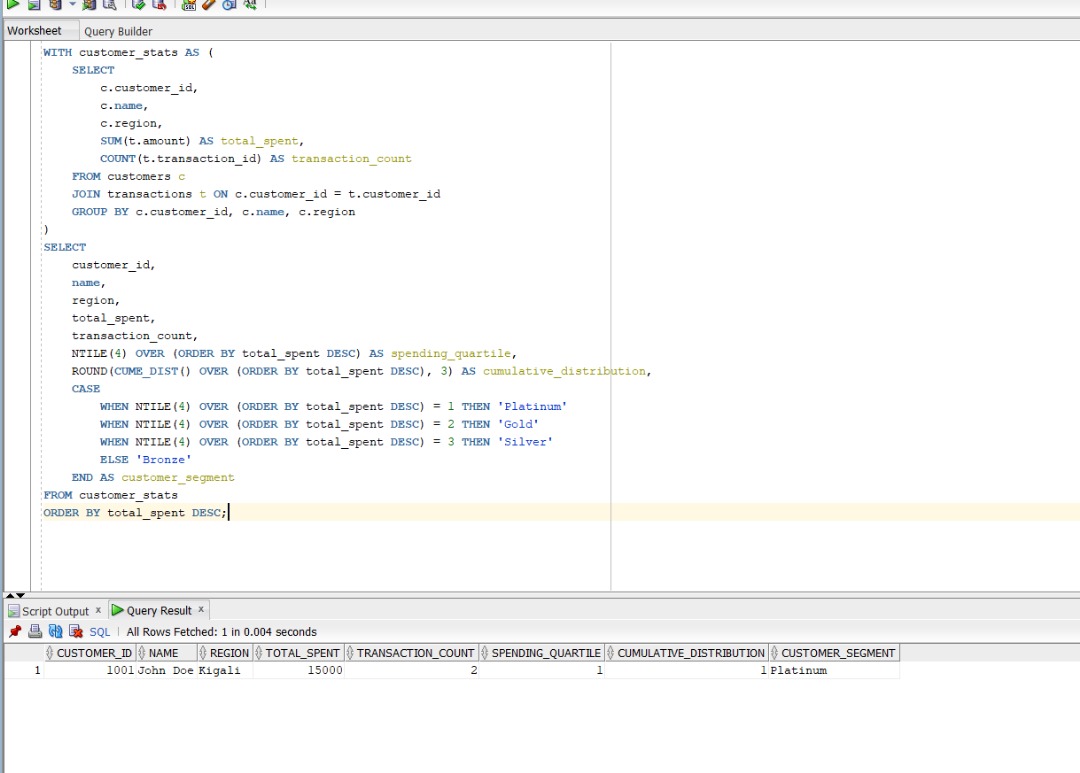 Worksheet Query Builder
WITH customer_stats AS (
SELECT
c.customer_id,
c.name,
c.region,
SUM(t.amount) AS total_spent,
COUNT(t.transaction_id) AS transaction_count
FROM customers c
JOIN transactions t ON c.customer_id = t.customer_id
GROUP BY c.customer_id, c.name, c.region
)
SELECT
customer_id,
name,
region,
total_spent,
transaction_count,
NTILE(4) OVER (ORDER BY total_spent DESC) AS spending_quartile,
ROUND(CUME_DIST() OVER (ORDER BY total_spent DESC), 3) AS cumulative_distribution,
CASE
WHEN NTILE(4) OVER (ORDER BY total_spent DESC) = 1 THEN 'Platinum'
WHEN NTILE(4) OVER (ORDER BY total_spent DESC) = 2 THEN 'Gold'
WHEN NTILE(4) OVER (ORDER BY total_spent DESC) = 3 THEN 'Silver'
ELSE 'Bronze'
END AS customer_segment
FROM customer_stats
ORDER BY total_spent DESC;
Script Output x Query Result x
SQL | All Rows Fetched: 1 in 0.004 seconds
CUSTOMER_ID NAME REGION TOTAL_SPENT TRANSACTION_COUNT SPENDING_QUARTILE CUMULATIVE_DISTRIBUTION CUSTOMER_SEGMENT
1 1001 John Doe Kigali 15000 2 1 1 Platinum